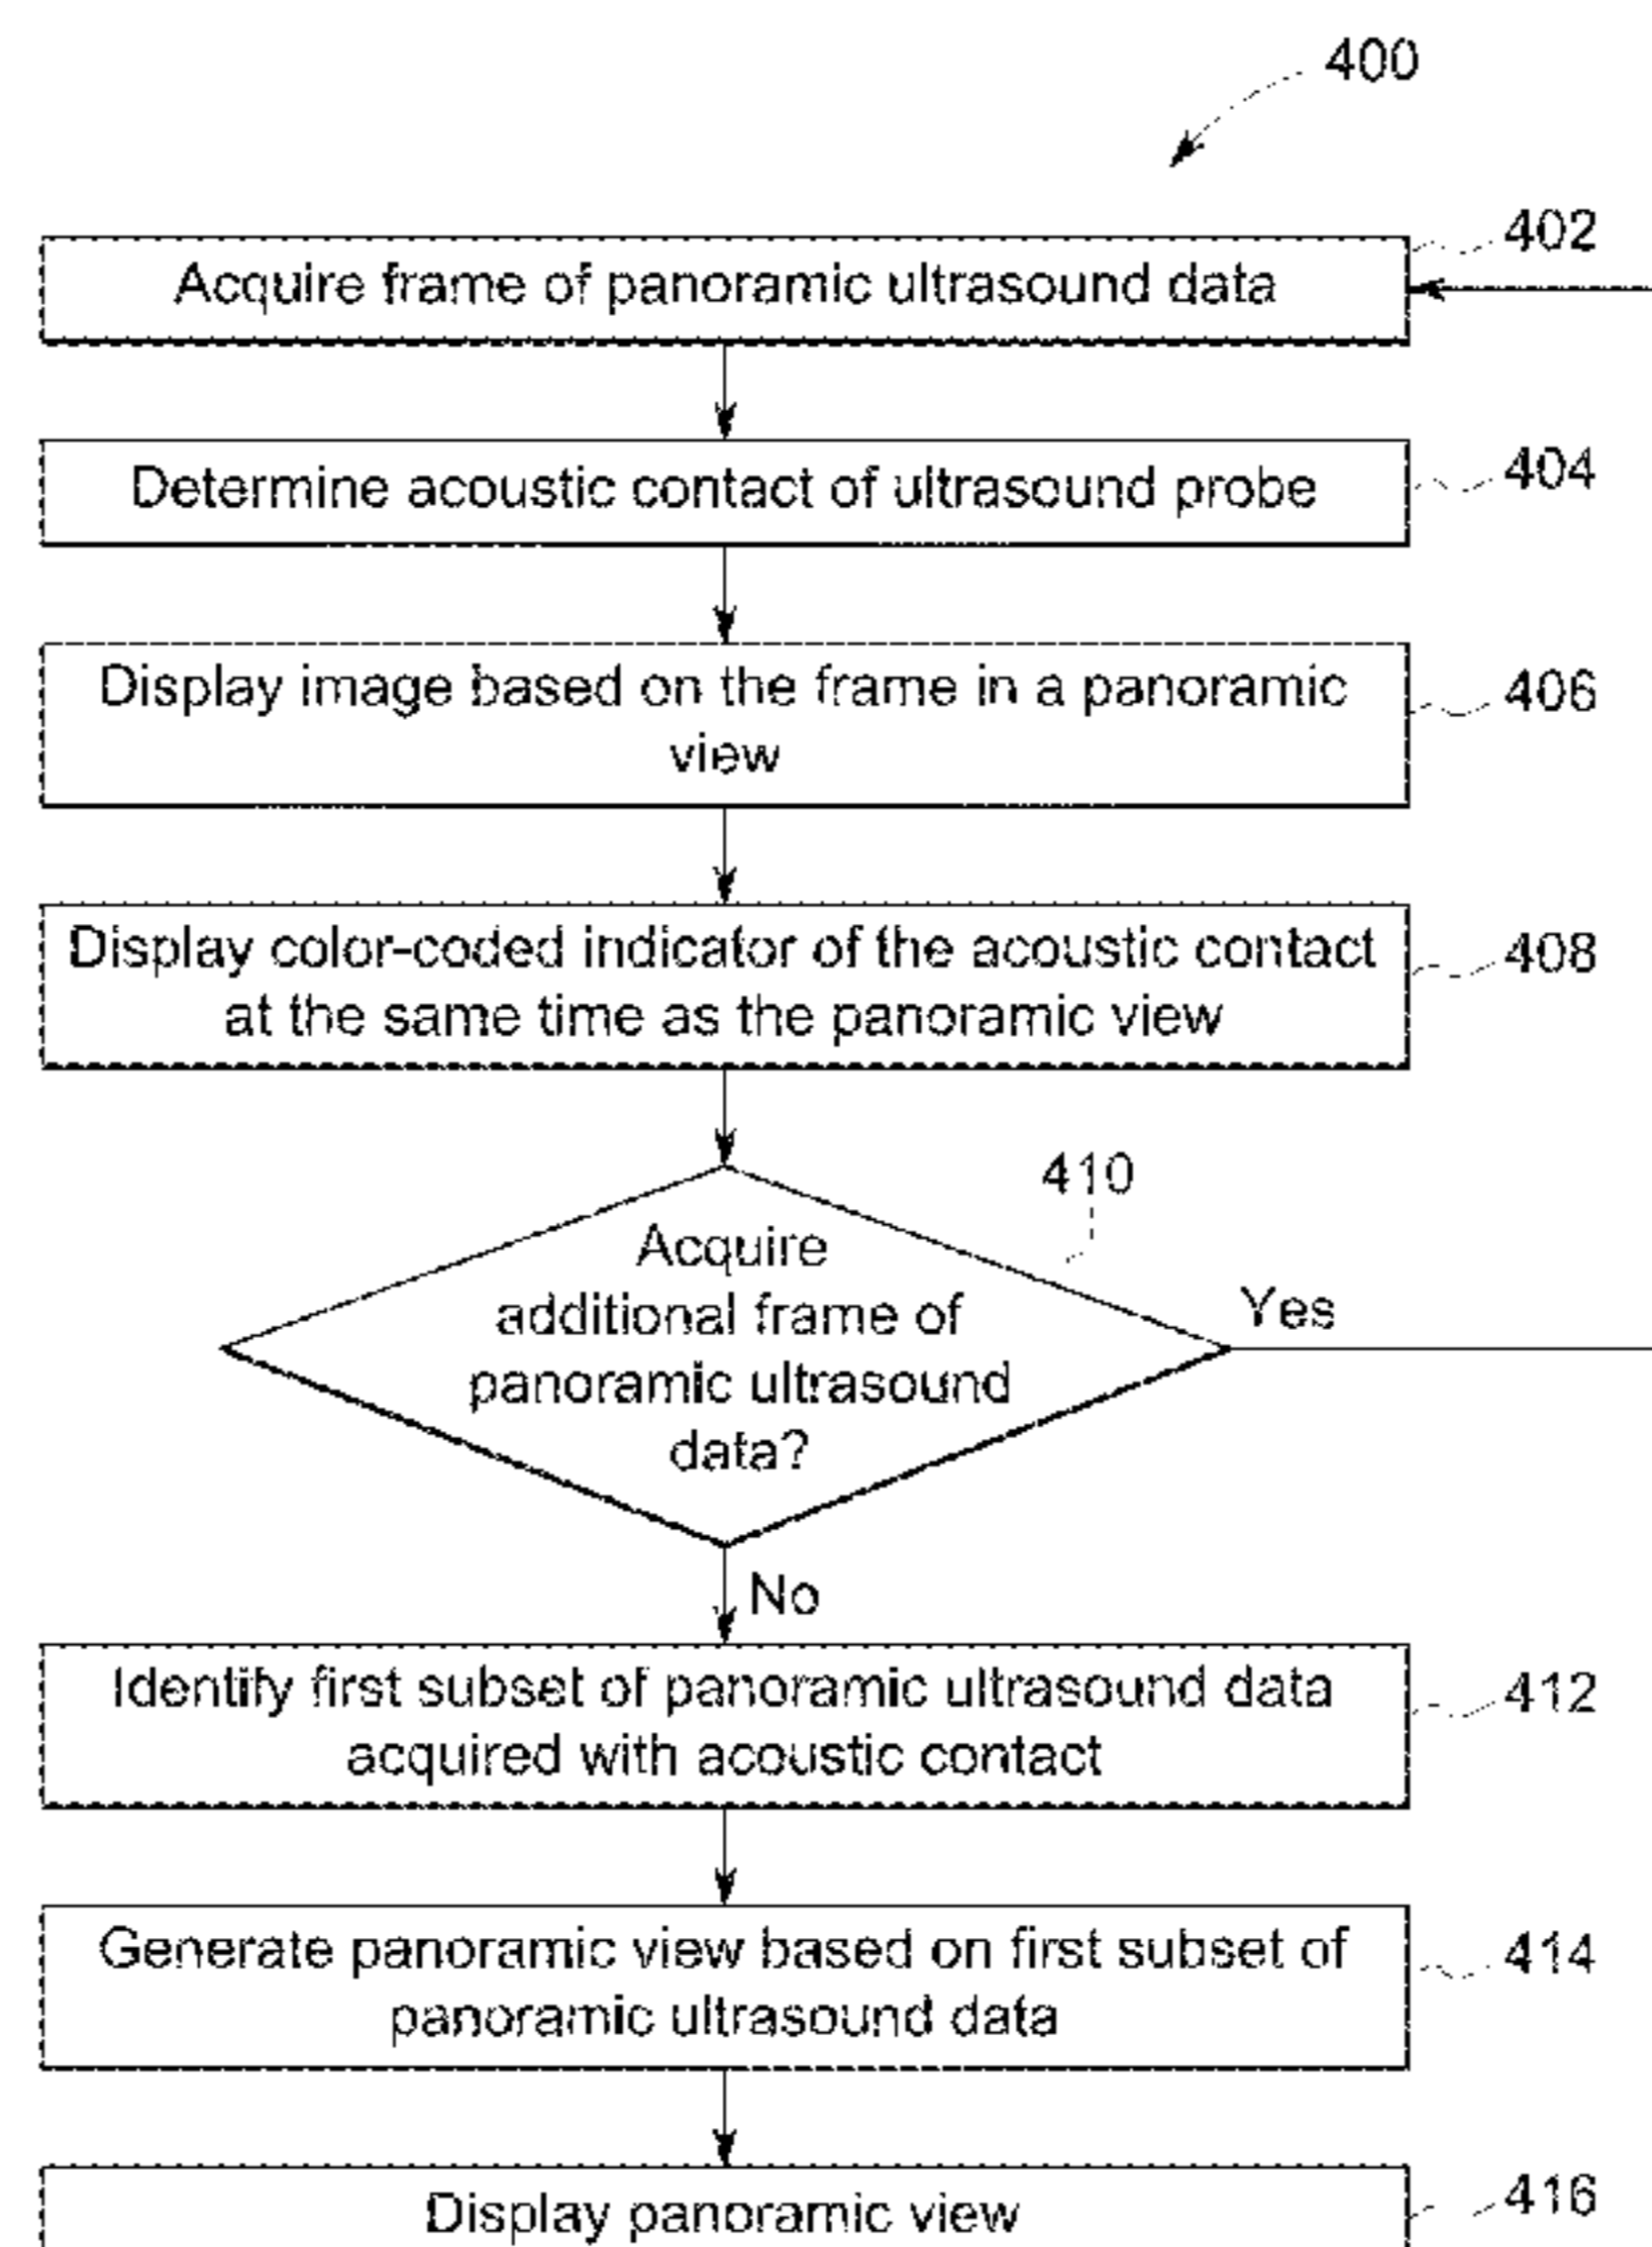 400
402
Acquire frame of panoramic ultrasound data
Determine acoustic contact of ultrasound probe
404
Display image based on the frame in a panoramic
view
406
Display color-coded indicator of the acoustic contact
at the same time as the panoramic view
408
410
Acquire
additional frame of
panoramic ultrasound
data?
Yes
No
Identify first subset of panoramic ultrasound data
acquired with acoustic contact
412
Generate panoramic view based on first subset of
panoramic ultrasound data
414
Display panoramic view
416